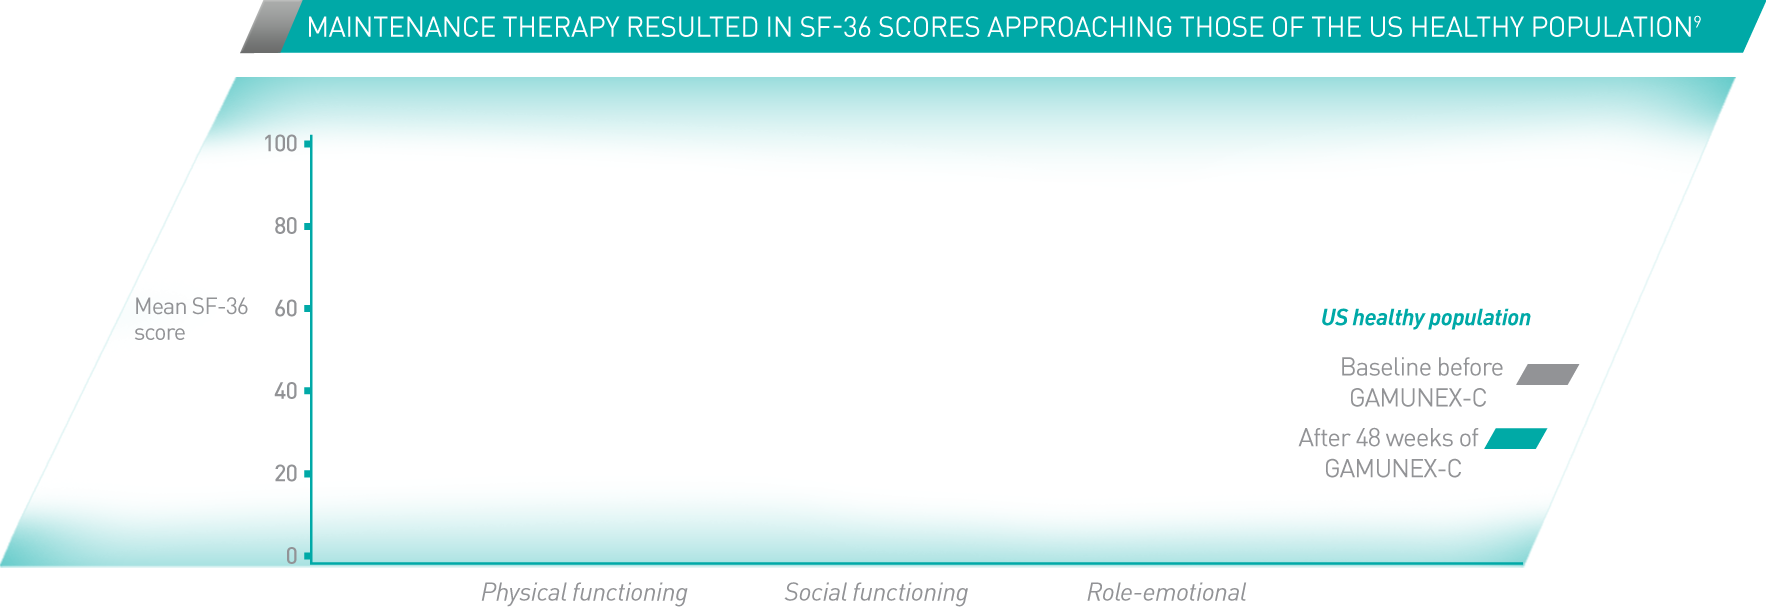 MAINTENANCE THERAPY RESULTED IN SF-36 SCORES APPROACHING THOSE OF THE US HEALTHY POPULATION⁹
100
80
Mean SF-36
score
60
US healthy population
Baseline before
GAMUNEX-C
40
After 48 weeks of
GAMUNEX-C
20
0
Physical functioning
Social functioning
Role-emotional